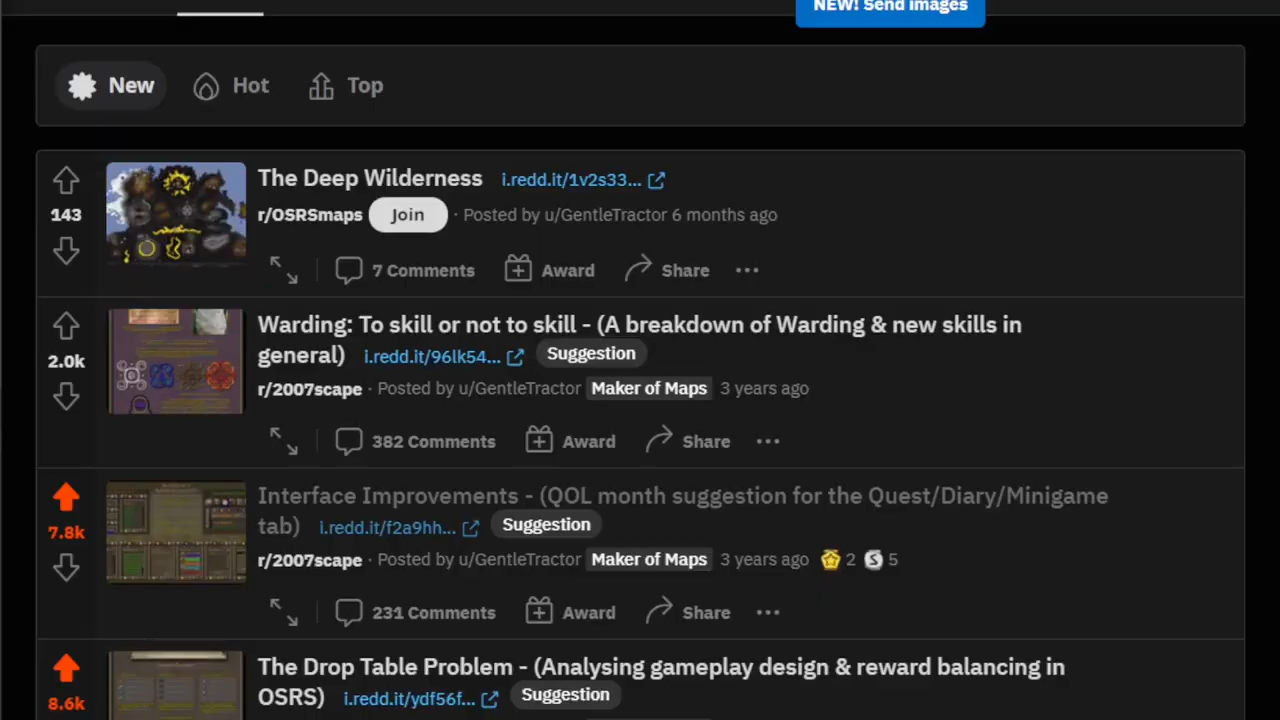 NEW! Send images
New Hot Top
The Deep Wilderness i.redd.it/1v2s33...
143
r/OSRSmaps Join · Posted by u/GentleTractor 6 months ago
7 Comments Award Share
Warding: To skill or not to skill - (A breakdown of Warding & new skills in
general) i.redd.it/96lk54... Suggestion
2.0k
r/2007scape · Posted by u/GentleTractor Maker of Maps 3 years ago
382 Comments Award Share
Interface Improvements - (QOL month suggestion for the Quest/Diary/Minigame
tab) i.redd.it/f2a9hh... Suggestion
7.8k
r/2007scape · Posted by u/GentleTractor Maker of Maps 3 years ago 2 S 5
231 Comments Award Share
The Drop Table Problem - (Analysing gameplay design & reward balancing in
OSRS) i.redd.it/ydf56f... Suggestion
8.6k